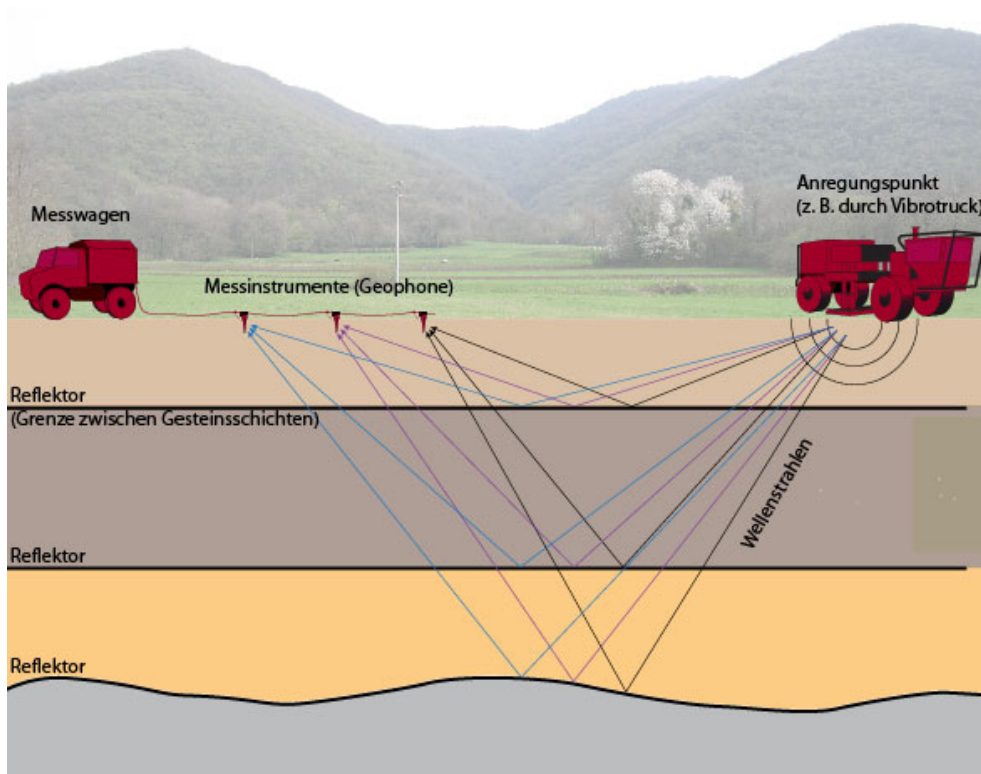 Anregungspunkt
(z. B. durch Vibrotruck)
Messwagen
Messinstrumente (Geophone)
Reflektor
(Grenze zwischen Gesteinsschichten)
Wellenstrahlen
Reflektor
Reflektor